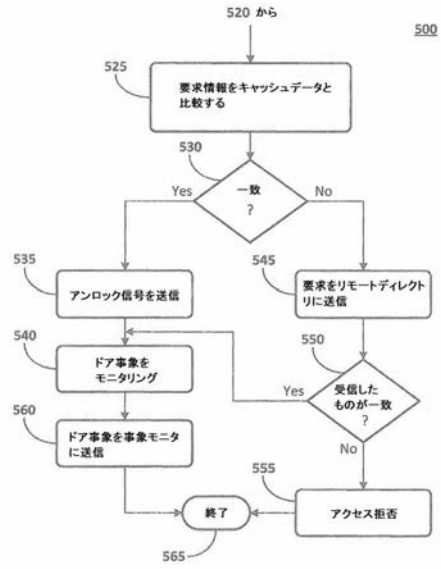 520 から
500
525
要求情報をキャッシュデータと
比較する
530
Yes
一致
?
No
535
アンロック信号を送信
545
要求をリモートディレクト
リに送信
540
ドア事象を
モニタリング
550
Yes
受信した
ものが一致
?
No
560
ドア事象を事象モニタ
に送信
555
アクセス拒否
終了
565